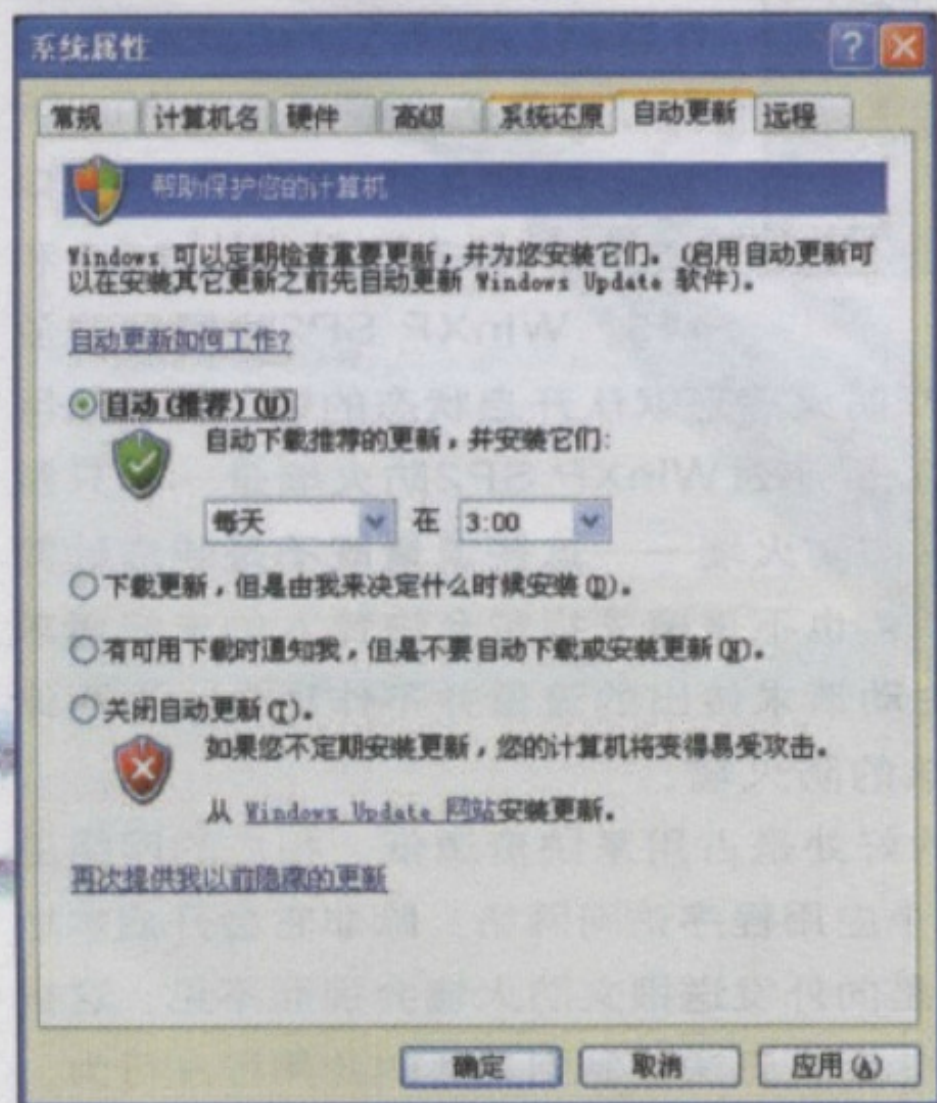 系统属性
常规 计算机名 硬件 高级 系统还原 自动更新 远程
帮助保护您的计算机
Windows 可以定期检查重要更新，并为您安装它们。(启用自动更新可
以在安装其它更新之前先自动更新 Windows Update 软件)。
自动更新如何工作?
自动(推荐)(U)
自动下载推荐的更新，并安装它们:
每天 在 3:00
下载更新，但是由我来决定什么时候安装(D)。
有可用下载时通知我，但是不要自动下载或安装更新(N)。
关闭自动更新(T)。
如果您不定期安装更新，您的计算机将变得易受攻击。
从 Windows Update 网站安装更新。
再次提供我以前隐藏的更新
确定 取消 应用(A)